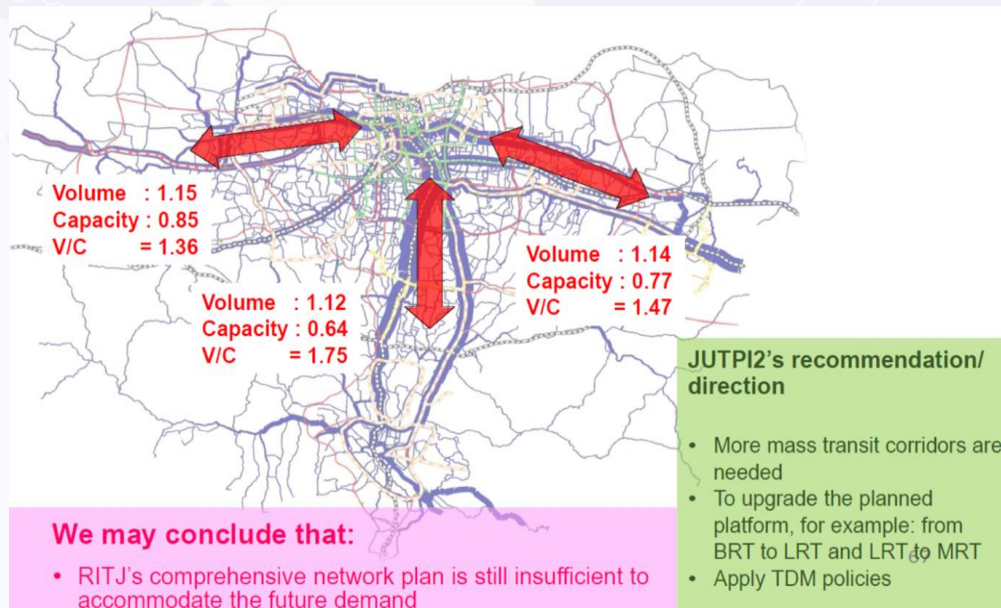 Volume : 1.15
Capacity : 0.85
V/C = 1.36
Volume : 1.12
Capacity : 0.64
V/C = 1.75
Volume : 1.14
Capacity : 0.77
V/C = 1.47
JUTPI2's recommendation/
direction
• More mass transit corridors are
needed
• To upgrade the planned
platform, for example: from
BRT to LRT and LRT to MRT
• Apply TDM policies
67
We may conclude that:
• RITJ's comprehensive network plan is still insufficient to
accommodate the future demand